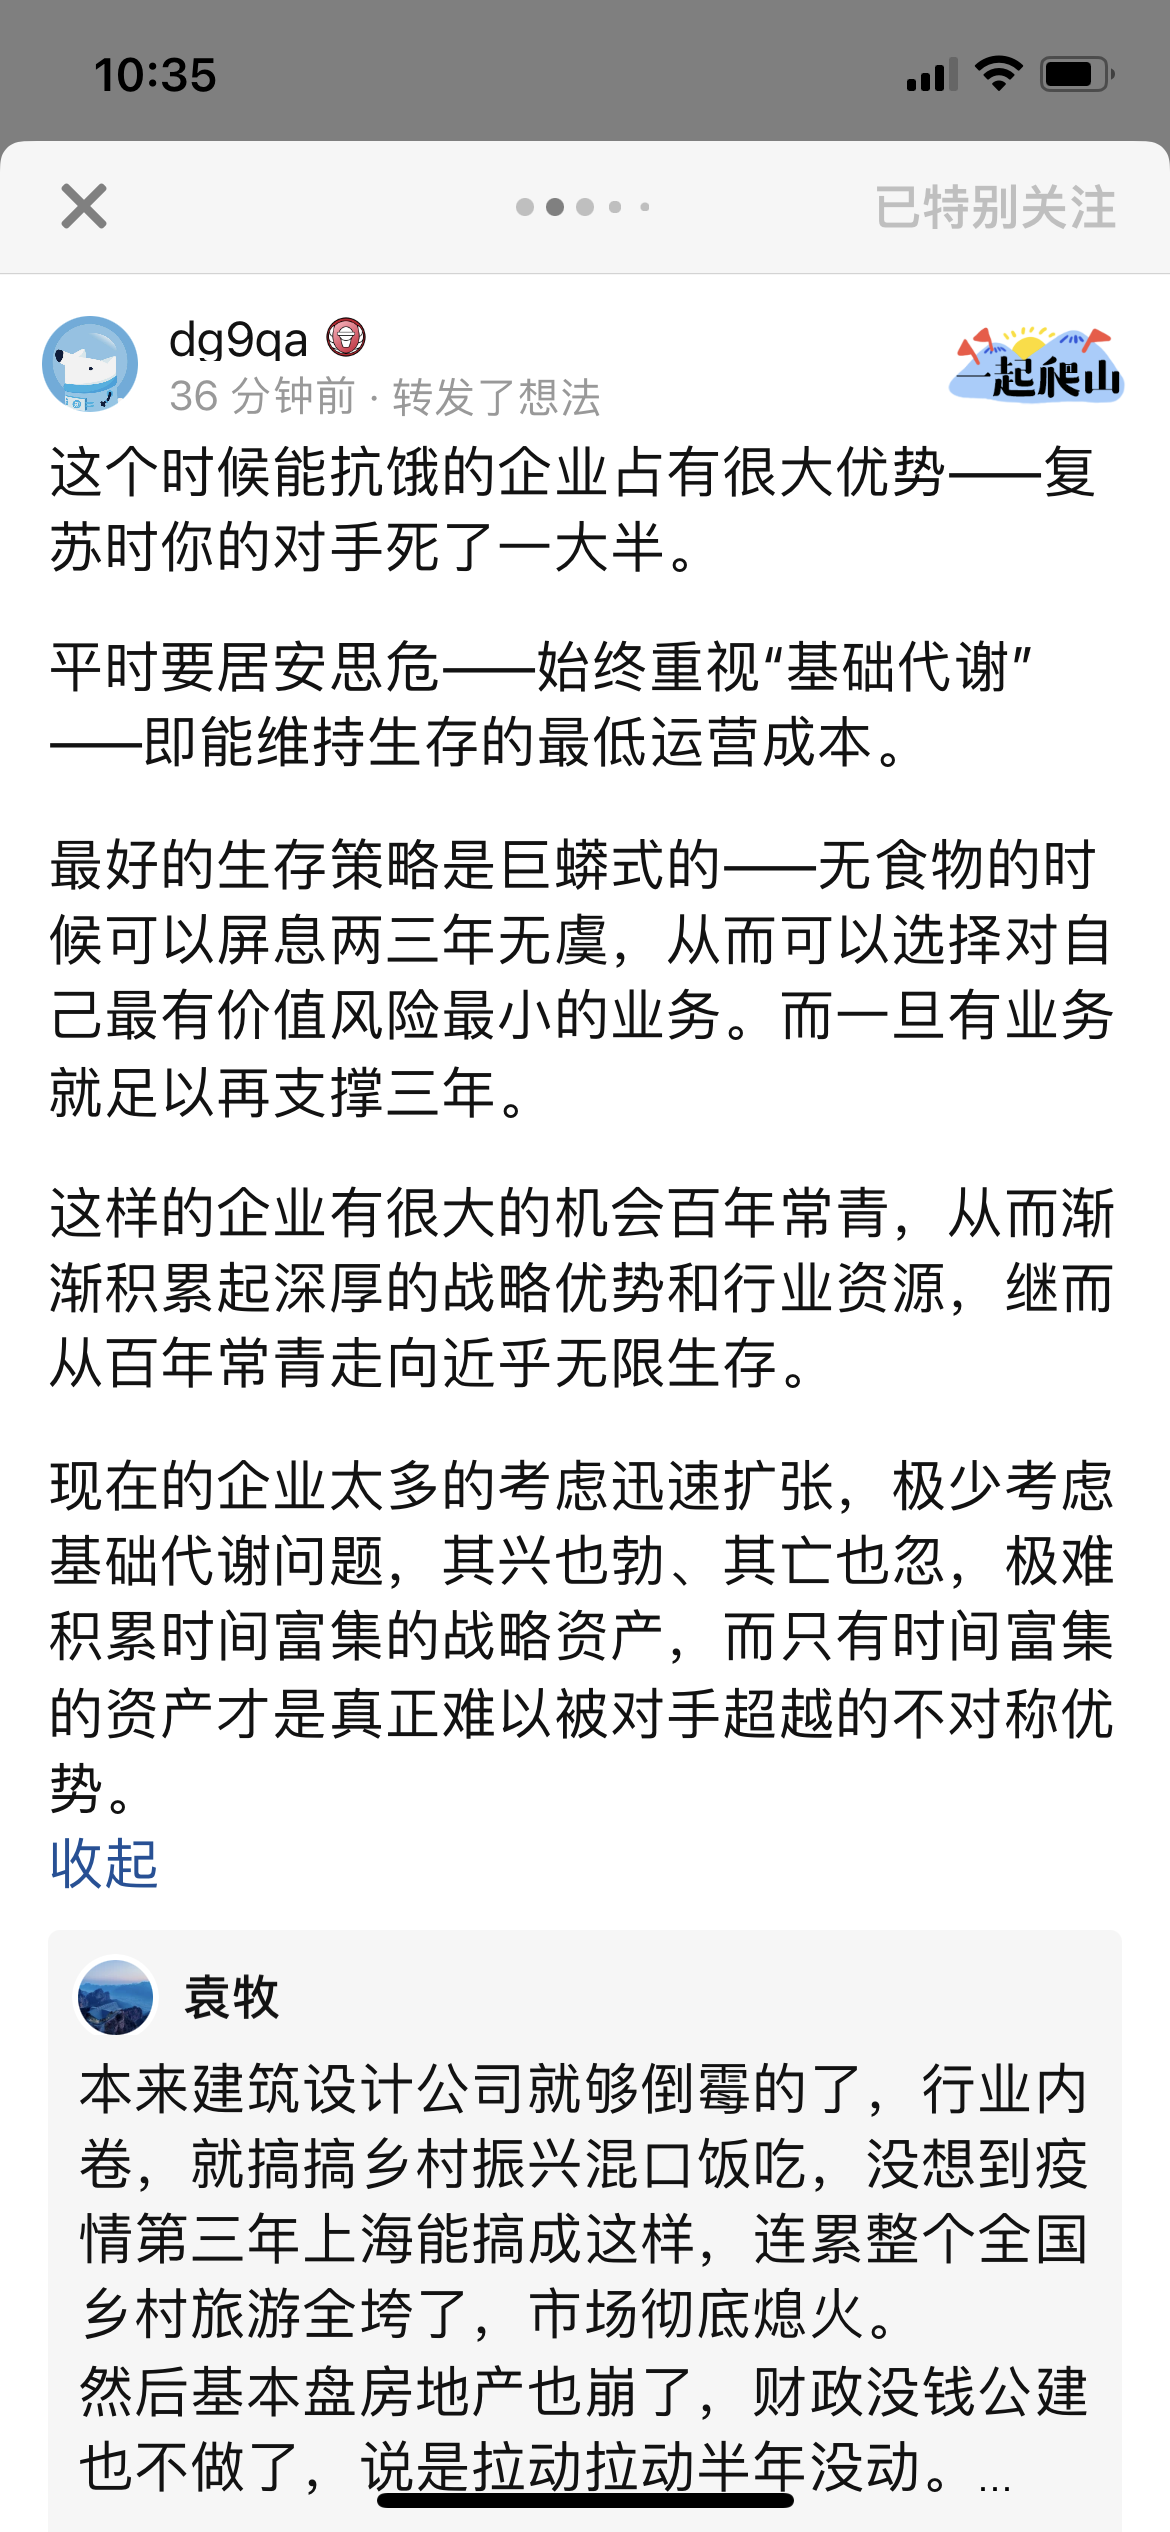 10:35
已特别关注
dg9qa
36 分钟前 · 转发了想法
一起爬山
这个时候能抗饿的企业占有很大优势——复
苏时你的对手死了一大半。
平时要居安思危——始终重视“基础代谢”
——即能维持生存的最低运营成本。
最好的生存策略是巨蟒式的——无食物的时
候可以屏息两三年无虞，从而可以选择对自
己最有价值风险最小的业务。而一旦有业务
就足以再支撑三年。
这样的企业有很大的机会百年常青，从而渐
渐积累起深厚的战略优势和行业资源，继而
从百年常青走向近乎无限生存。
现在的企业太多的考虑迅速扩张，极少考虑
基础代谢问题，其兴也勃、其亡也忽，极难
积累时间富集的战略资产，而只有时间富集
的资产才是真正难以被对手超越的不对称优
势。
收起
袁牧
本来建筑设计公司就够倒霉的了，行业内
卷，就搞搞乡村振兴混口饭吃，没想到疫
情第三年上海能搞成这样，连累整个全国
乡村旅游全垮了，市场彻底熄火。
然后基本盘房地产也崩了，财政没钱公建
也不做了，说是拉动拉动半年没动。...